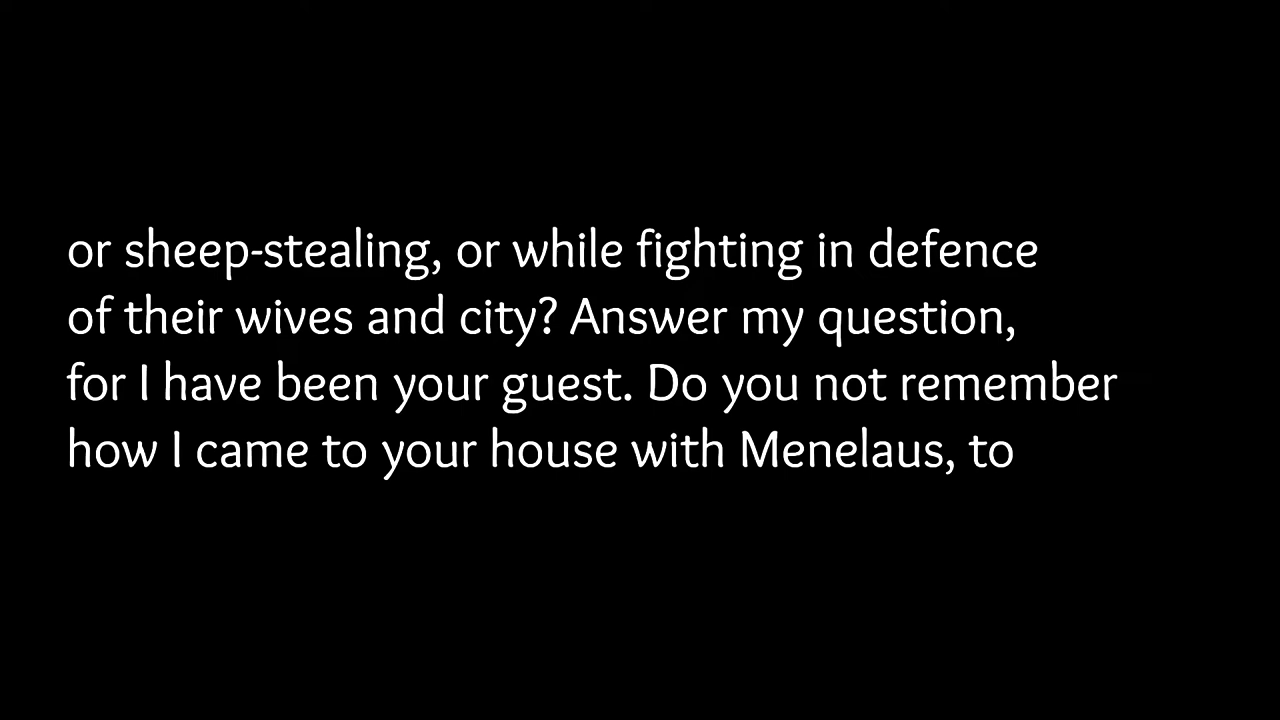 or sheep-stealing, or while fighting in defence
of their wives and city? Answer my question,
for I have been your guest. Do you not remember
how I came to your house with Menelaus, to